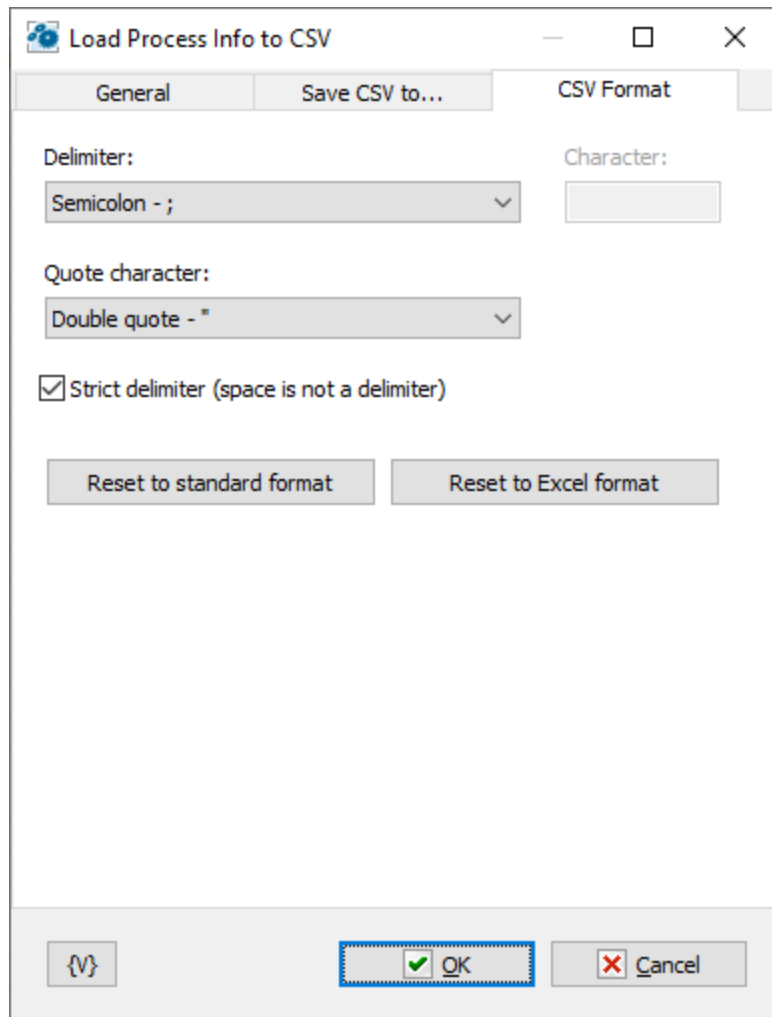 Load Process Info to CSV
General Save CSV to... CSV Format
Delimiter: Character:
Semicolon - ;
Quote character:
Double quote - "
Strict delimiter (space is not a delimiter)
Reset to standard format Reset to Excel format
{V} OK Cancel